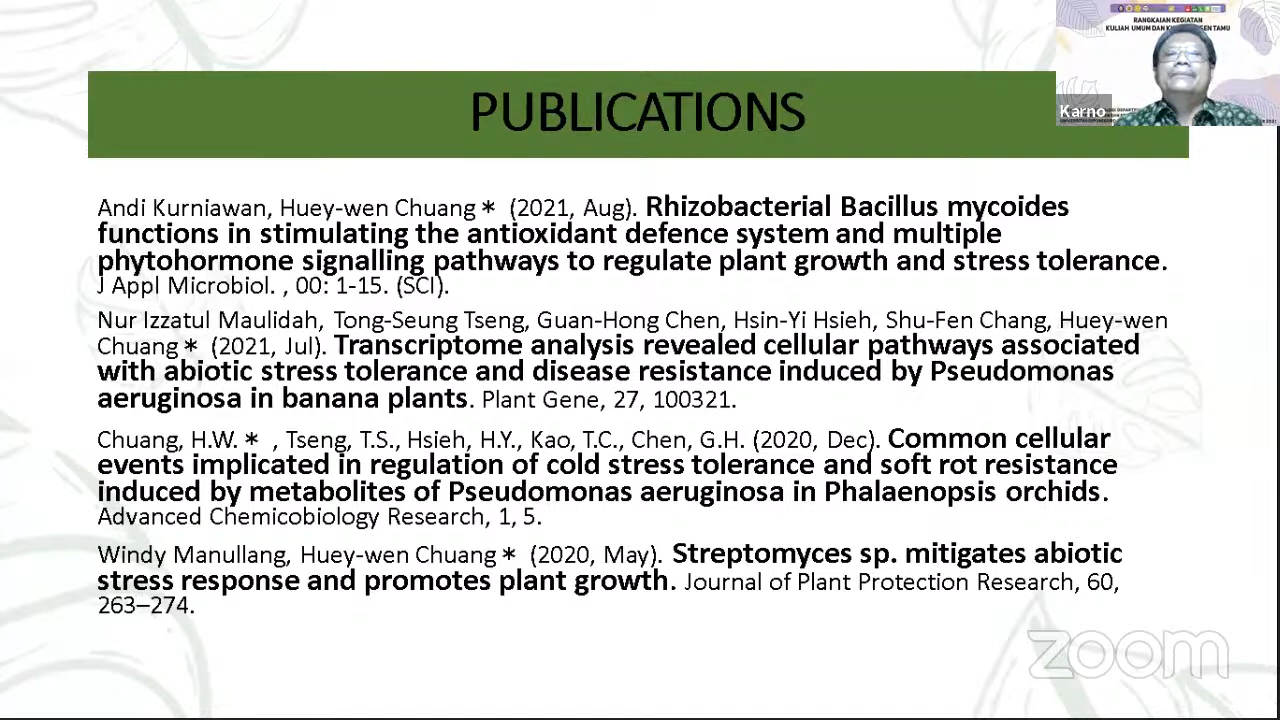 RANGKAIAN KEGIATAN
KULIAH UMUM DAN
TAMU
Karno
PUBLICATIONS
Andi Kurniawan, Huey-wen Chuang＊ (2021, Aug). Rhizobacterial Bacillus mycoides
functions in stimulating the antioxidant defence system and multiple
phytohormone signalling pathways to regulate plant growth and stress tolerance.
J Appl Microbiol. , 00: 1-15. (SCI).
Nur Izzatul Maulidah, Tong-Seung Tseng, Guan-Hong Chen, Hsin-Yi Hsieh, Shu-Fen Chang, Huey-wen
Chuang＊ (2021, Jul). Transcriptome analysis revealed cellular pathways associated
with abiotic stress tolerance and disease resistance induced by Pseudomonas
aeruginosa in banana plants. Plant Gene, 27, 100321.
Chuang, H.W.＊ , Tseng, T.S., Hsieh, H.Y., Kao, T.C., Chen, G.H. (2020, Dec). Common cellular
events implicated in regulation of cold stress tolerance and soft rot resistance
induced by metabolites of Pseudomonas aeruginosa in Phalaenopsis orchids.
Advanced Chemicobiology Research, 1, 5.
Windy Manullang, Huey-wen Chuang＊ (2020, May). Streptomyces sp. mitigates abiotic
stress response and promotes plant growth. Journal of Plant Protection Research, 60,
263–274.
zoom